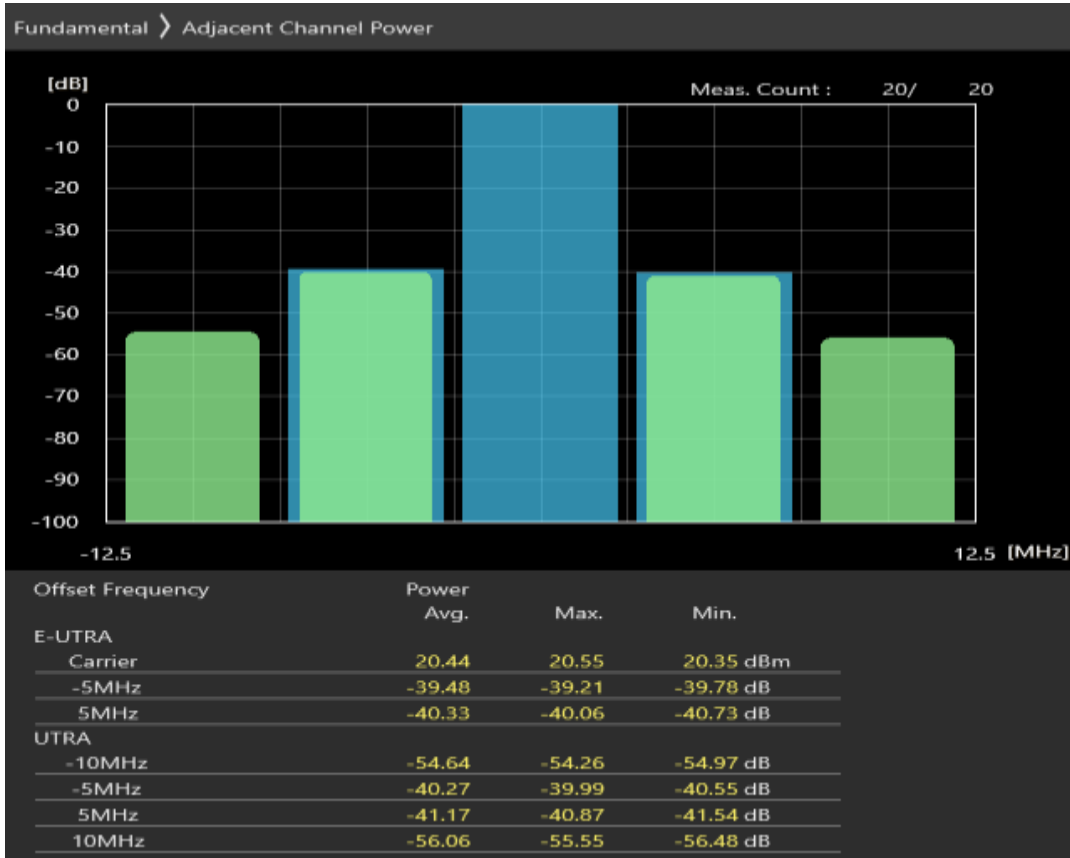 Fundamental 〉 Adjacent Channel Power
[dB]
Meas. Count : 20/ 20
0
-10
-20
-30
-40
-50
-60
-70
-80
-90
-100
-12.5 12.5 [MHz]
Offset Frequency Power
Avg. Max. Min.
E-UTRA
Carrier 20.44 20.55 20.35 dBm
-5MHz -39.48 -39.21 -39.78 dB
5MHz -40.33 -40.06 -40.73 dB
UTRA
-10MHz -54.64 -54.26 -54.97 dB
-5MHz -40.27 -39.99 -40.55 dB
5MHz -41.17 -40.87 -41.54 dB
10MHz -56.06 -55.55 -56.48 dB